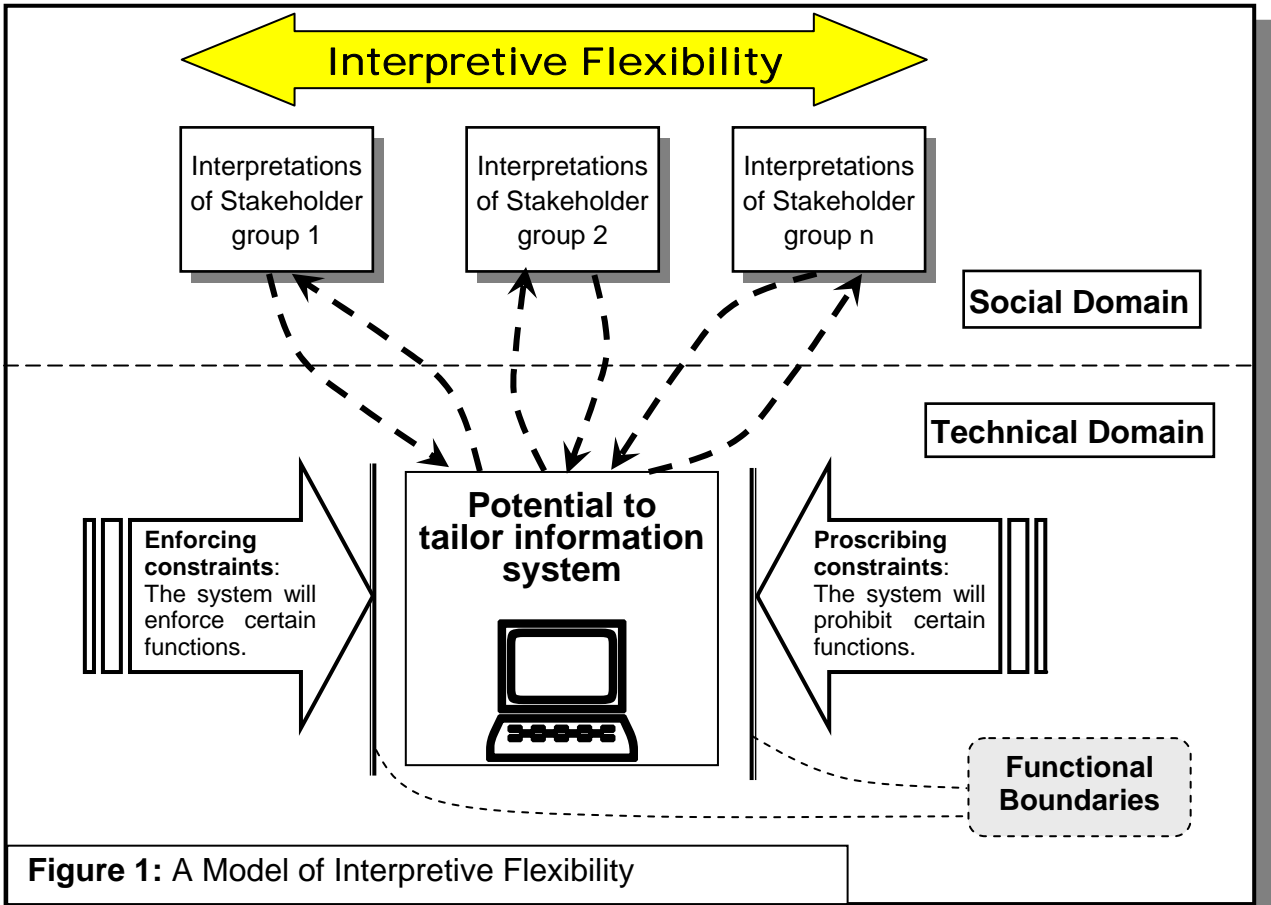 Interpretive Flexibility
Interpretations
of Stakeholder
group 1
Interpretations
of Stakeholder
group 2
Interpretations
of Stakeholder
group n
Social Domain
Technical Domain
Enforcing
constraints:
The system will
enforce certain
functions.
Potential to
tailor information
system
Proscribing
constraints:
The system will
prohibit certain
functions.
Functional
Boundaries
Figure 1: A Model of Interpretive Flexibility